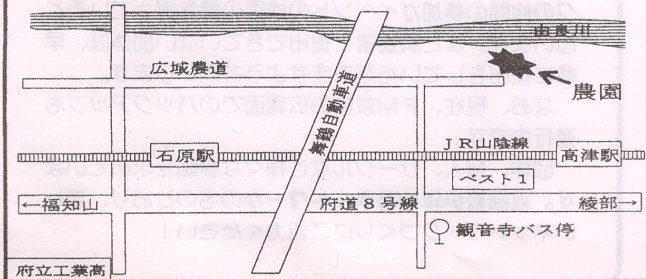 由良川
広域農道
農園
舞鶴自動車道
石原駅
JR山陰線
高津駅
ベスト1
←福知山
府道8号線
綾部→
観音寺バス停
府立工業高